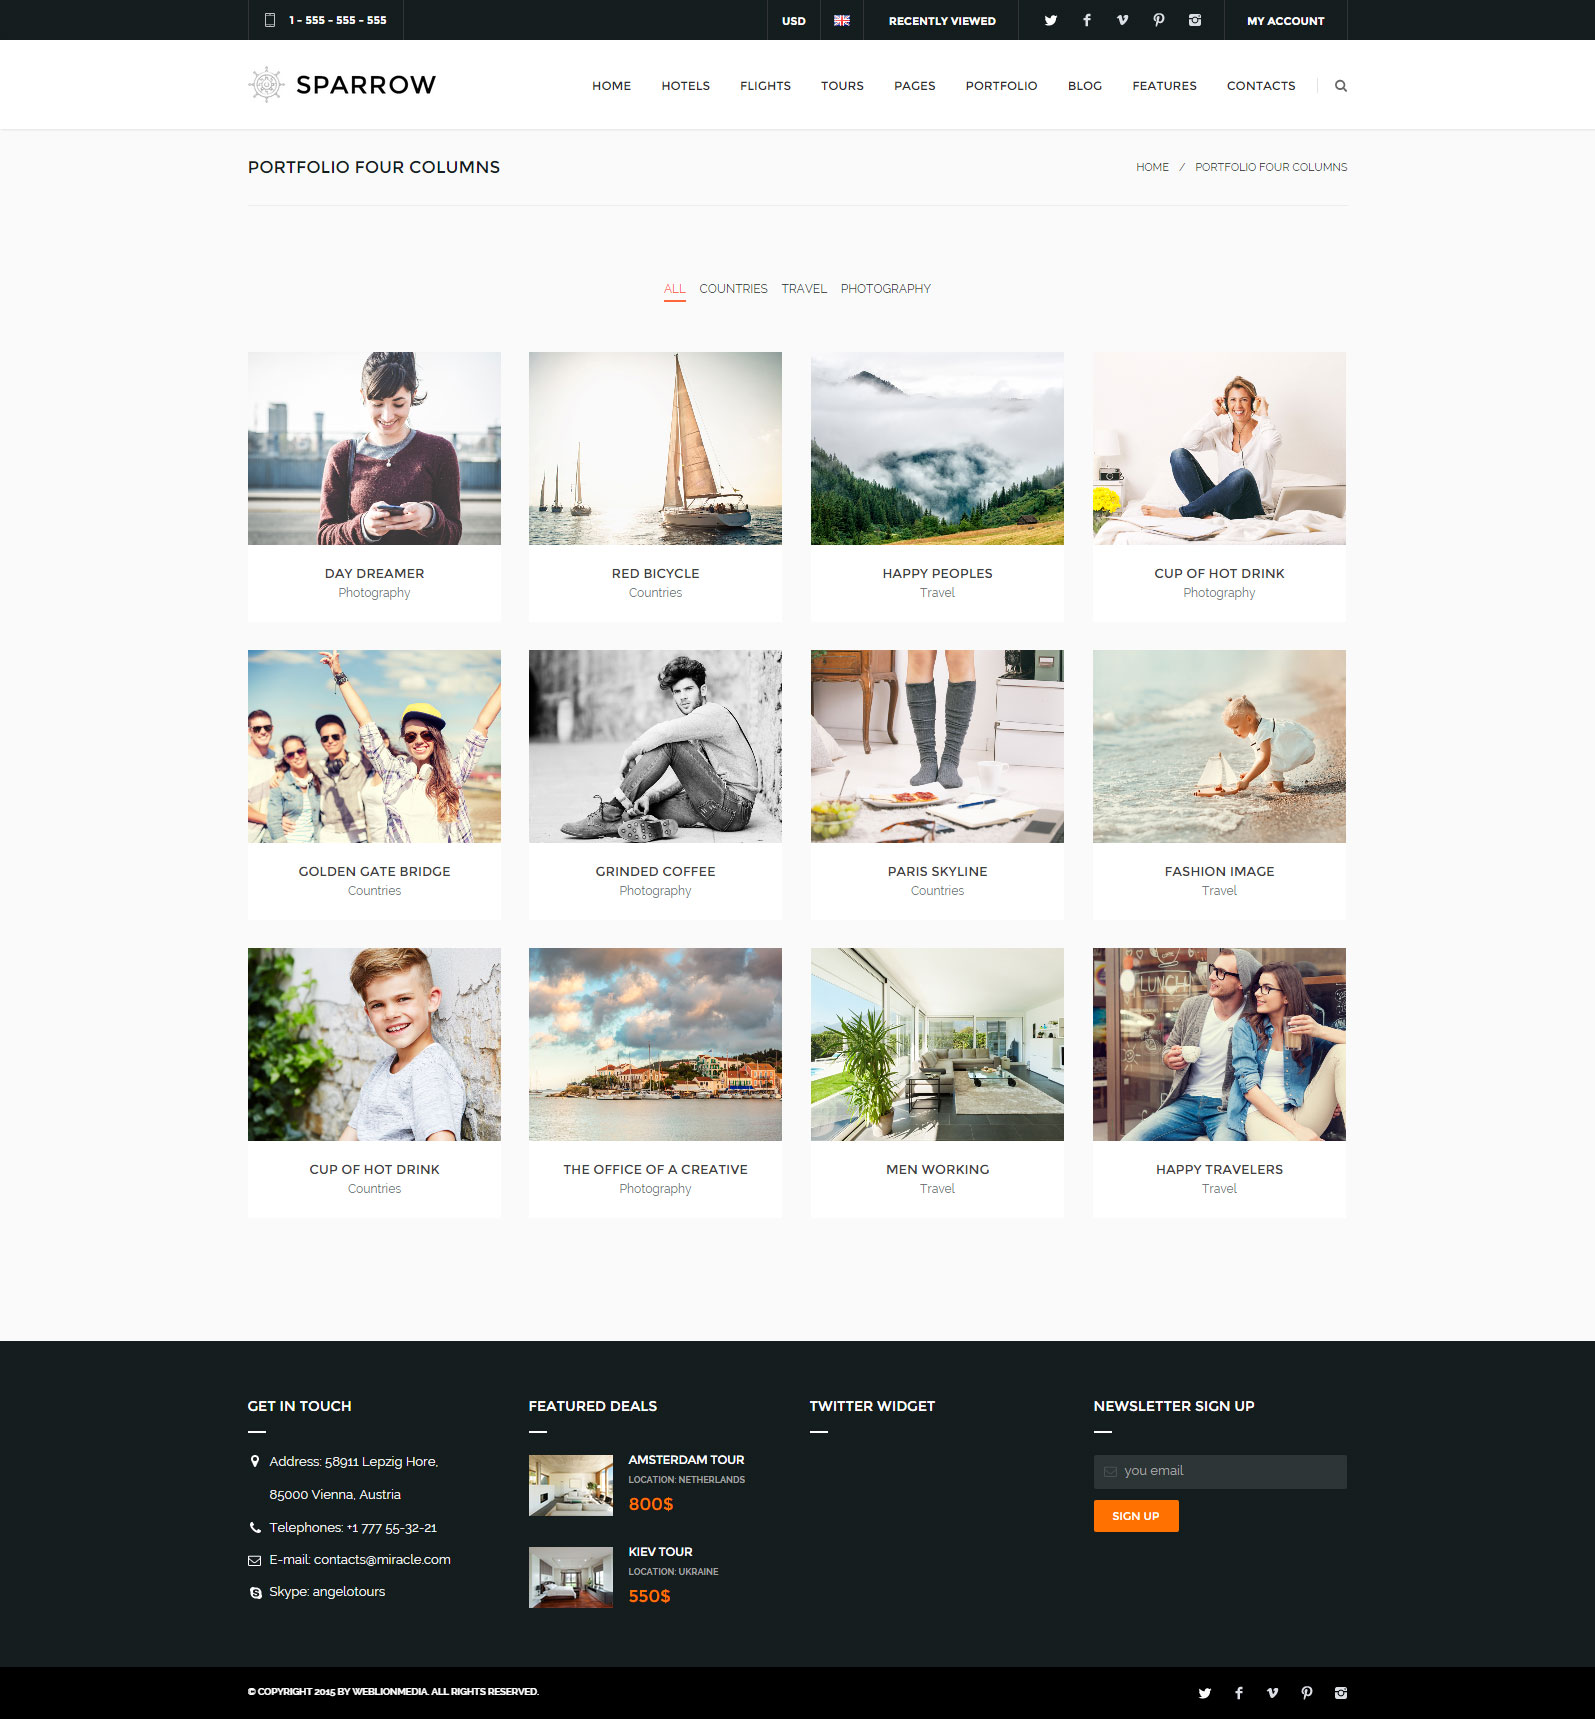 1 - 555 - 555 - 555
USD
RECENTLY VIEWED
MY ACCOUNT
SPARROW
HOME
HOTELS
FLIGHTS
TOURS
PAGES
PORTFOLIO
BLOG
FEATURES
CONTACTS
PORTFOLIO FOUR COLUMNS
HOME / PORTFOLIO FOUR COLUMNS
ALL
COUNTRIES
TRAVEL
PHOTOGRAPHY
DAY DREAMER
Photography
RED BICYCLE
Countries
HAPPY PEOPLES
Travel
CUP OF HOT DRINK
Photography
GOLDEN GATE BRIDGE
Countries
GRINDED COFFEE
Photography
PARIS SKYLINE
Countries
FASHION IMAGE
Travel
LUNCH
CUP OF HOT DRINK
Countries
THE OFFICE OF A CREATIVE
Photography
MEN WORKING
Travel
HAPPY TRAVELERS
Travel
GET IN TOUCH
Address: 58911 Lepzig Hore,
85000 Vienna, Austria
Telephones: +1 777 55-32-21
E-mail: contacts@miracle.com
Skype: angelotours
FEATURED DEALS
AMSTERDAM TOUR
LOCATION: NETHERLANDS
800$
KIEV TOUR
LOCATION: UKRAINE
550$
TWITTER WIDGET
NEWSLETTER SIGN UP
you email
SIGN UP
© COPYRIGHT 2015 BY WEBLIONMEDIA. ALL RIGHTS RESERVED.